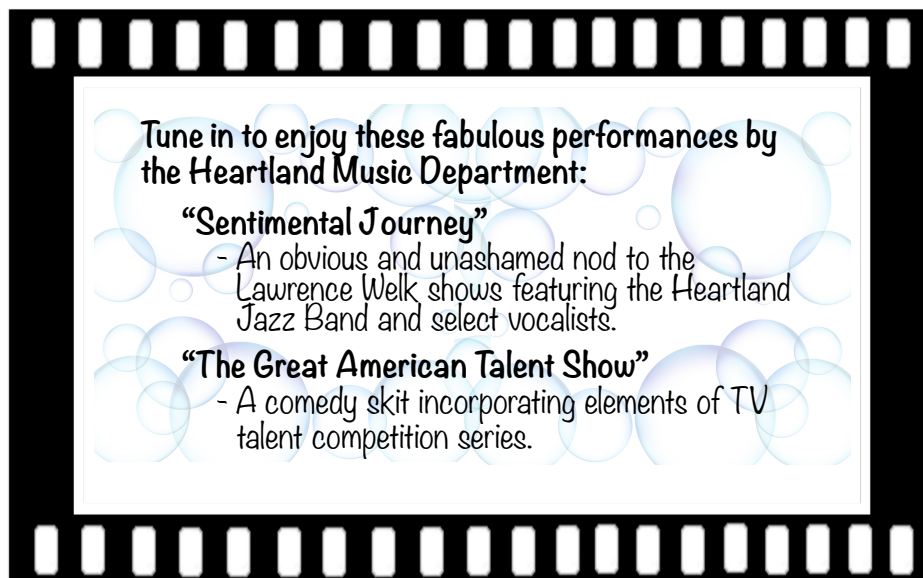 Tune in to enjoy these fabulous performances by
the Heartland Music Department:
“Sentimental Journey”
- An obvious and unashamed nod to the
Lawrence Welk shows featuring the Heartland
Jazz Band and select vocalists.
“The Great American Talent Show”
- A comedy skit incorporating elements of TV
talent competition series.